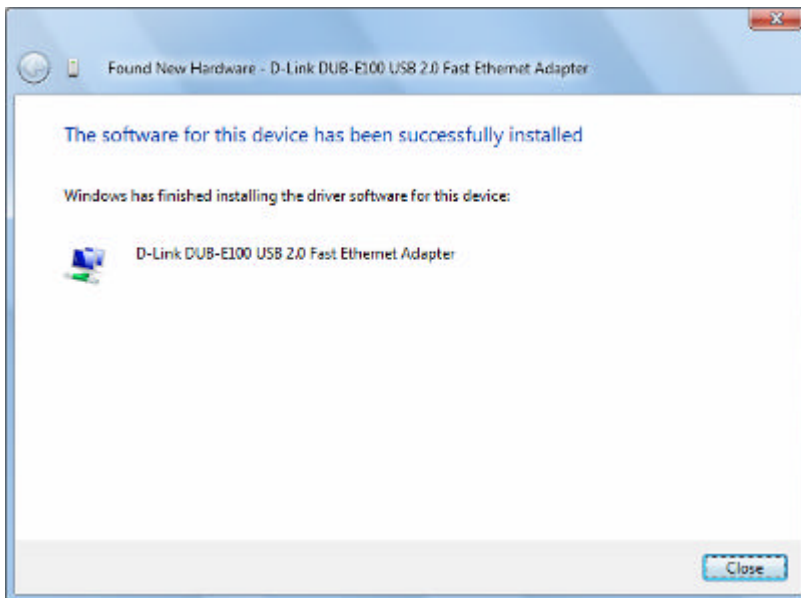 Found New Hardware - D-Link DUB-E100 USB 2.0 Fast Ethernet Adapter
The software for this device has been successfully installed
Windows has finished installing the driver software for this device:
D-Link DUB-E100 USB 2.0 Fast Ethernet Adapter
Close